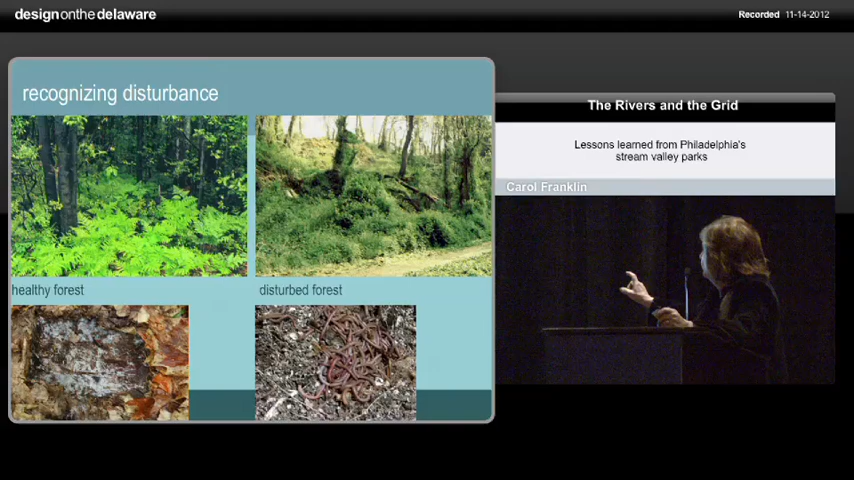 designonthedelaware
Recorded 11-14-2012
recognizing disturbance
healthy forest
disturbed forest
The Rivers and the Grid
Lessons learned from Philadelphia's
stream valley parks
Carol Franklin